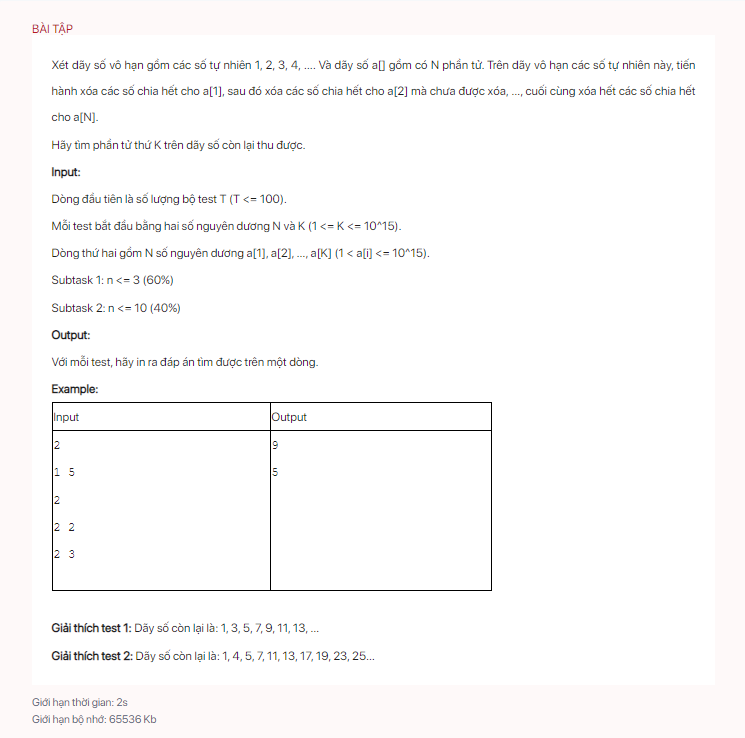 BÀI TẬP
Xét dãy số vô hạn gồm các số tự nhiên 1, 2, 3, 4, .... Và dãy số a[] gồm có N phần tử. Trên dãy vô hạn các số tự nhiên này, tiến
hành xóa các số chia hết cho a[1], sau đó xóa các số chia hết cho a[2] mà chưa được xóa, ..., cuối cùng xóa hết các số chia hết
cho a[N].
Hãy tìm phần tử thứ K trên dãy số còn lại thu được.
Input:
Dòng đầu tiên là số lượng bộ test T (T <= 100).
Mỗi test bắt đầu bằng hai số nguyên dương N và K (1 <= K <= 10^15).
Dòng thứ hai gồm N số nguyên dương a[1], a[2], ..., a[K] (1 < a[i] <= 10^15).
Subtask 1: n <= 3 (60%)
Subtask 2: n <= 10 (40%)
Output:
Với mỗi test, hãy in ra đáp án tìm được trên một dòng.
Example:
Input Output
2 9
1 5 5
2
2 2
2 3
Giải thích test 1: Dãy số còn lại là: 1, 3, 5, 7, 9, 11, 13, ...
Giải thích test 2: Dãy số còn lại là: 1, 4, 5, 7, 11, 13, 17, 19, 23, 25...
Giới hạn thời gian: 2s
Giới hạn bộ nhớ: 65536 Kb